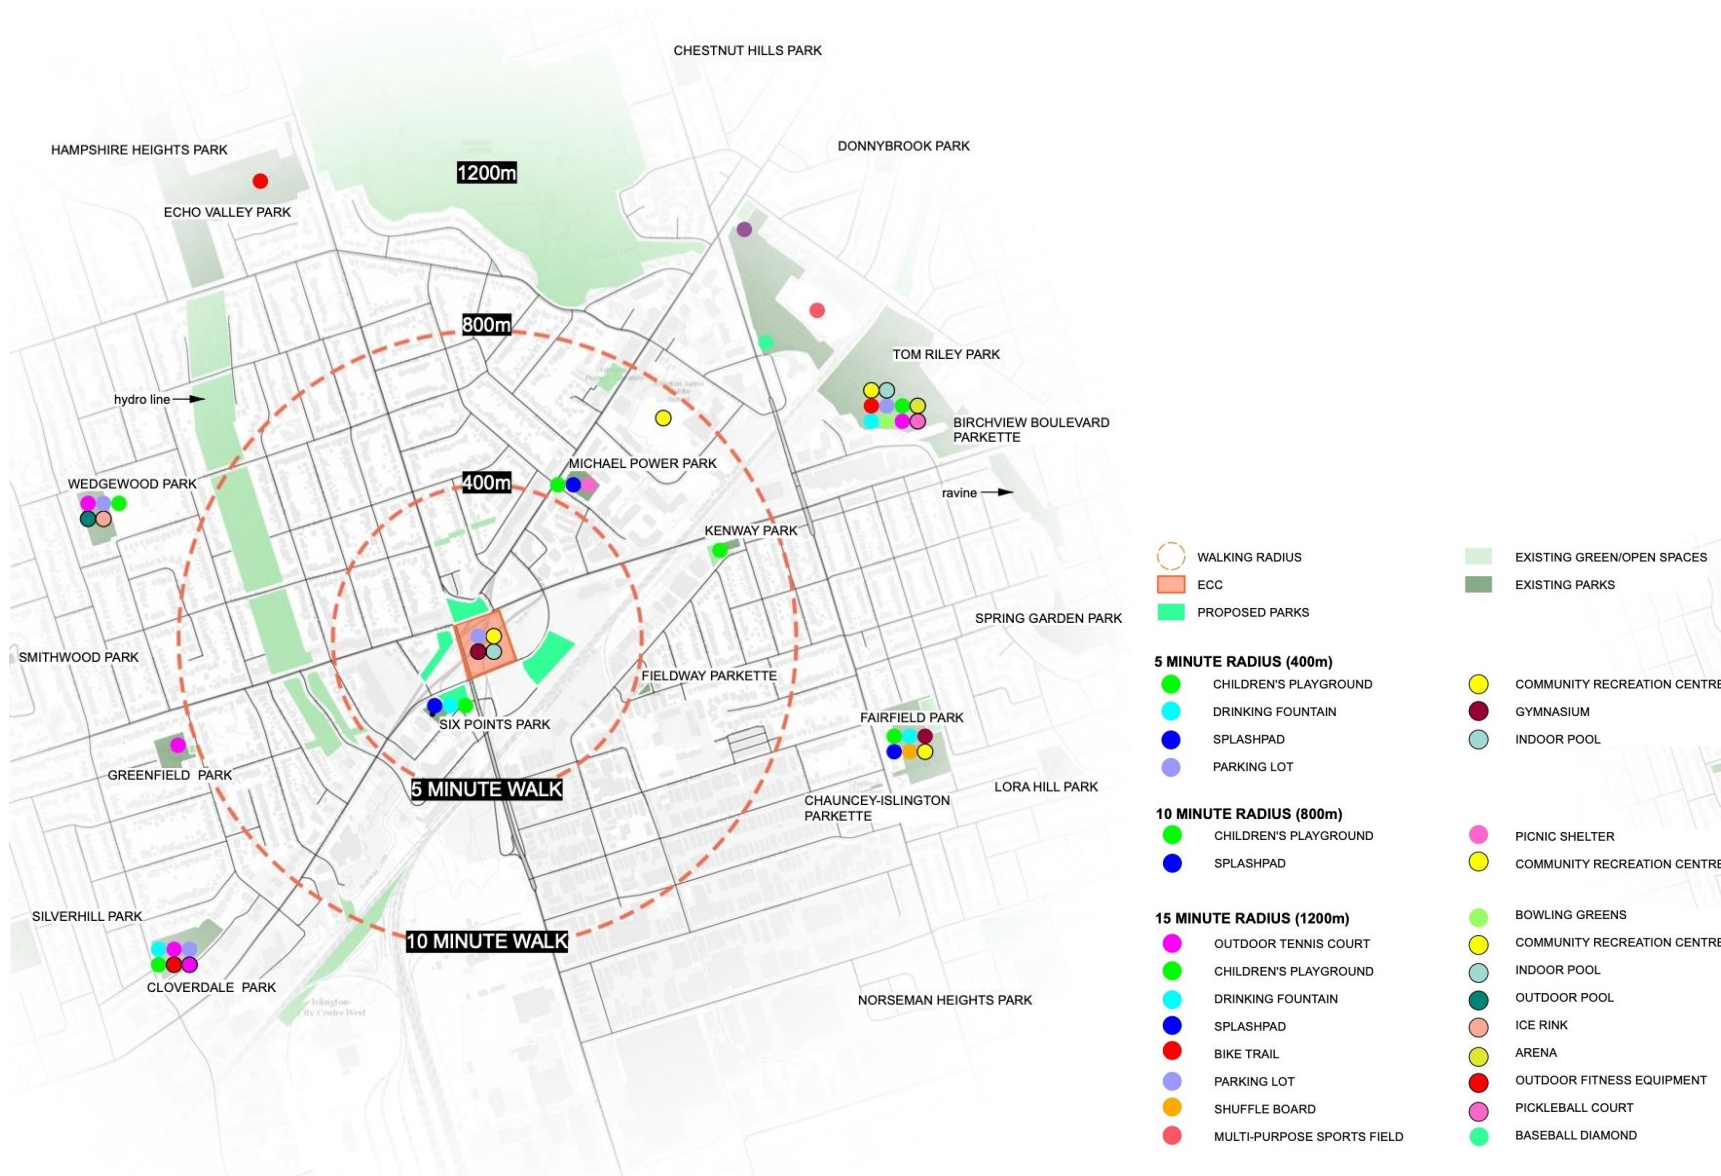 CHESTNUT HILLS PARK
HAMPSHIRE HEIGHTS PARK
DONNYBROOK PARK
1200m
ECHO VALLEY PARK
800m
TOM RILEY PARK
hydro line
BIRCHVIEW BOULEVARD
PARKETTE
MICHAEL POWER PARK
400m
WEDGEWOOD PARK
ravine
KENWAY PARK
SPRING GARDEN PARK
SMITHWOOD PARK
FIELDWAY PARKETTE
SIX POINTS PARK
FAIRFIELD PARK
GREENFIELD PARK
5 MINUTE WALK
LORA HILL PARK
CHAUNCEY-ISLINGTON
PARKETTE
SILVERHILL PARK
10 MINUTE WALK
CLOVERDALE PARK
Islington-
City Centre West
NORSEMAN HEIGHTS PARK
WALKING RADIUS
ECC
PROPOSED PARKS
EXISTING GREEN/OPEN SPACES
EXISTING PARKS
5 MINUTE RADIUS (400m)
CHILDREN'S PLAYGROUND
DRINKING FOUNTAIN
SPLASHPAD
PARKING LOT
COMMUNITY RECREATION CENTRE
GYMNASIUM
INDOOR POOL
10 MINUTE RADIUS (800m)
CHILDREN'S PLAYGROUND
SPLASHPAD
PICNIC SHELTER
COMMUNITY RECREATION CENTRE
15 MINUTE RADIUS (1200m)
OUTDOOR TENNIS COURT
CHILDREN'S PLAYGROUND
DRINKING FOUNTAIN
SPLASHPAD
BIKE TRAIL
PARKING LOT
SHUFFLE BOARD
MULTI-PURPOSE SPORTS FIELD
BOWLING GREENS
COMMUNITY RECREATION CENTRE
INDOOR POOL
OUTDOOR POOL
ICE RINK
ARENA
OUTDOOR FITNESS EQUIPMENT
PICKLEBALL COURT
BASEBALL DIAMOND